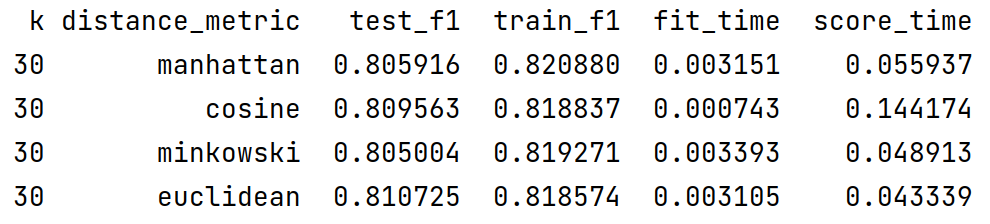 k distance_metric test_f1 train_f1 fit_time score_time
30 manhattan 0.805916 0.820880 0.003151 0.055937
30 cosine 0.809563 0.818837 0.000743 0.144174
30 minkowski 0.805004 0.819271 0.003393 0.048913
30 euclidean 0.810725 0.818574 0.003105 0.043339